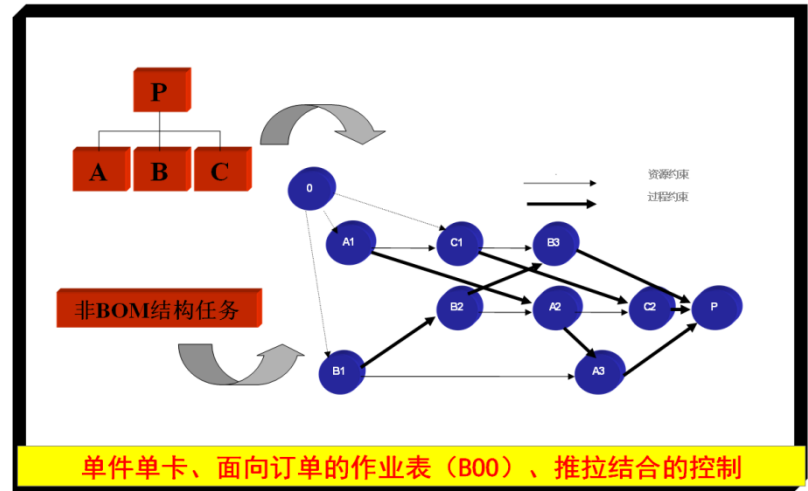 P
A B C
资源约束
过程约束
0
A1
C1
B3
非BOM结构任务
B2
A2
C2
P
B1
A3
单件单卡、面向订单的作业表（BOO）、推拉结合的控制